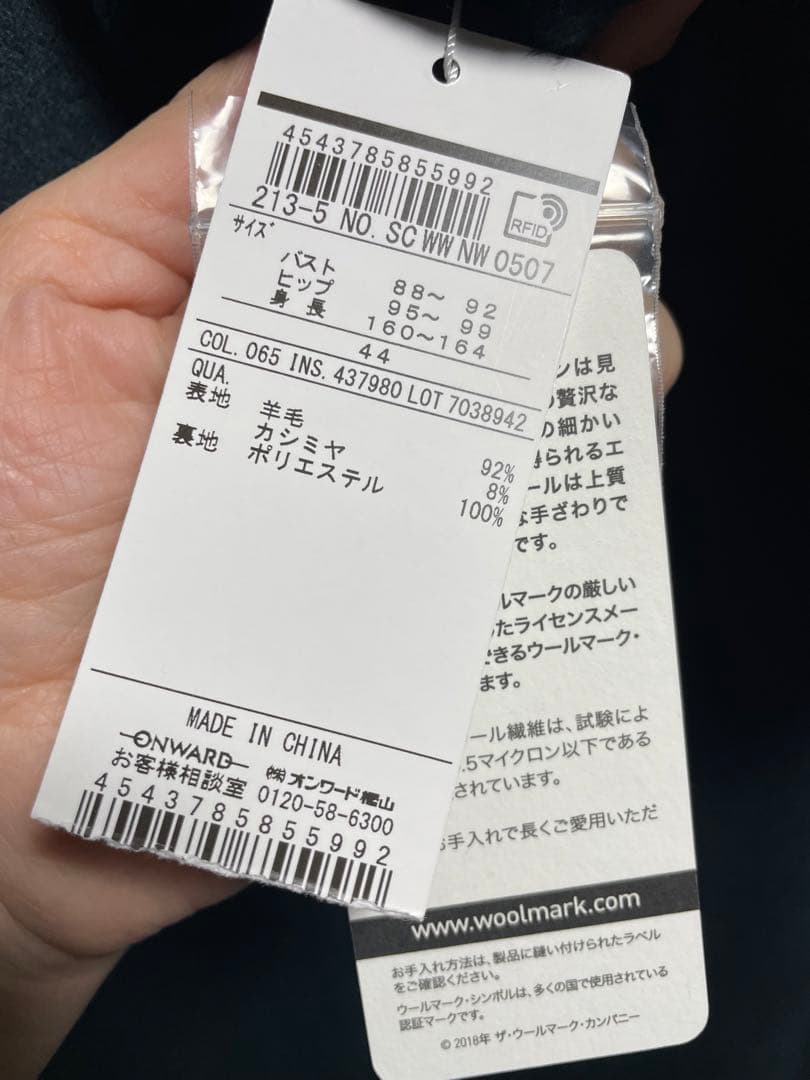 4543785855992
RFID
213-5 NO. SC WW NW 0507
サイズ
バスト 88～ 92
ヒップ 95～ 99
身長 160～164
44
COL. 065 INS. 437980 LOT 7038942
QUA.
表地 羊毛 92%
カシミヤ 8%
裏地 ポリエステル 100%
MADE IN CHINA
ONWARD ㈱オンワード樫山
お客様相談室 0120-58-6300
4543785855992
ンは見
の贅沢な
の細かい
得られるエ
ールは上質
な手ざわりで
です。
ルマークの厳しい
たライセンスメー
できるウールマーク・
ます。
ール繊維は、試験によ
.5マイクロン以下である
されています。
お手入れで長くご愛用いただ
www.woolmark.com
お手入れ方法は、製品に縫い付けられたラベル
をご確認ください。
ウールマーク・シンボルは、多くの国で使用されている
認証マークです。
© 2018年 ザ・ウールマーク・カンパニー